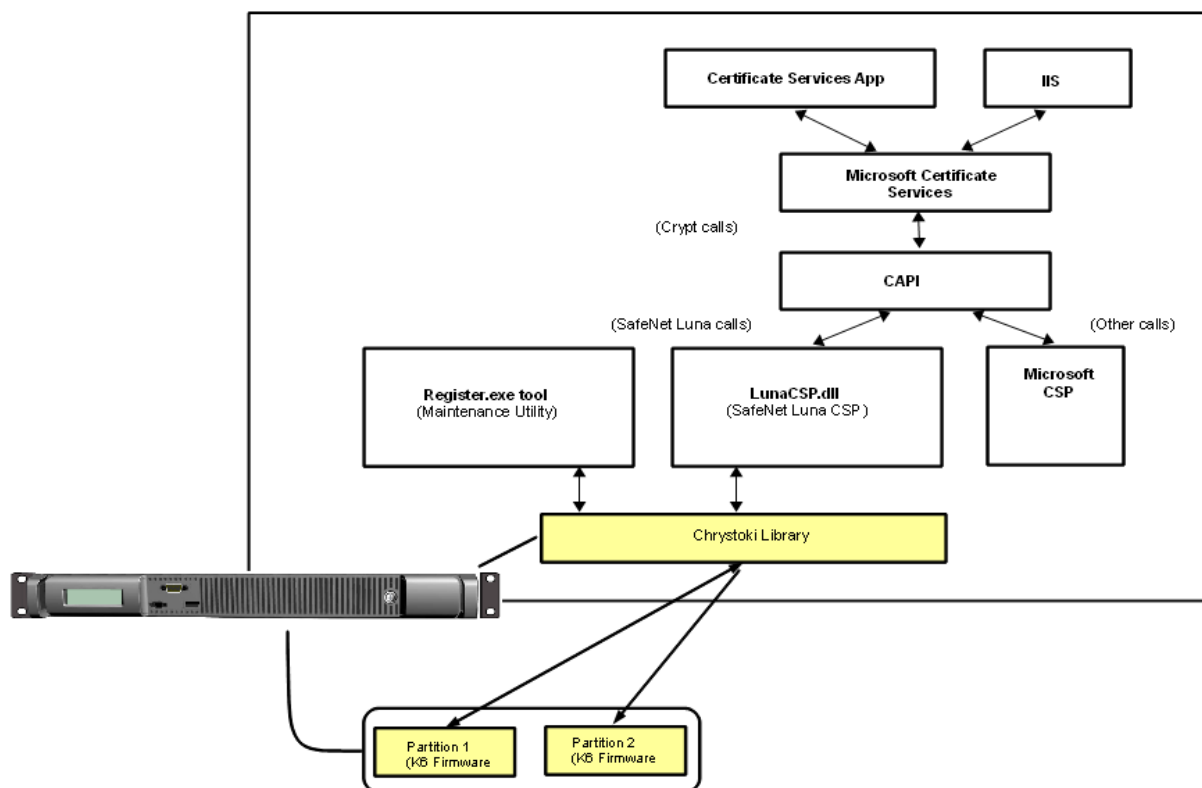 Certificate Services App
IIS
Microsoft Certificate
Services
(Crypt calls)
CAPI
(SafeNet Luna calls)
(Other calls)
Register.exe tool
(Maintenance Utility)
LunaCSP.dll
(SafeNet Luna CSP )
Microsoft
CSP
Chrystoki Library
Partition 1
(K6 Firmware
Partition 2
(K6 Firmware